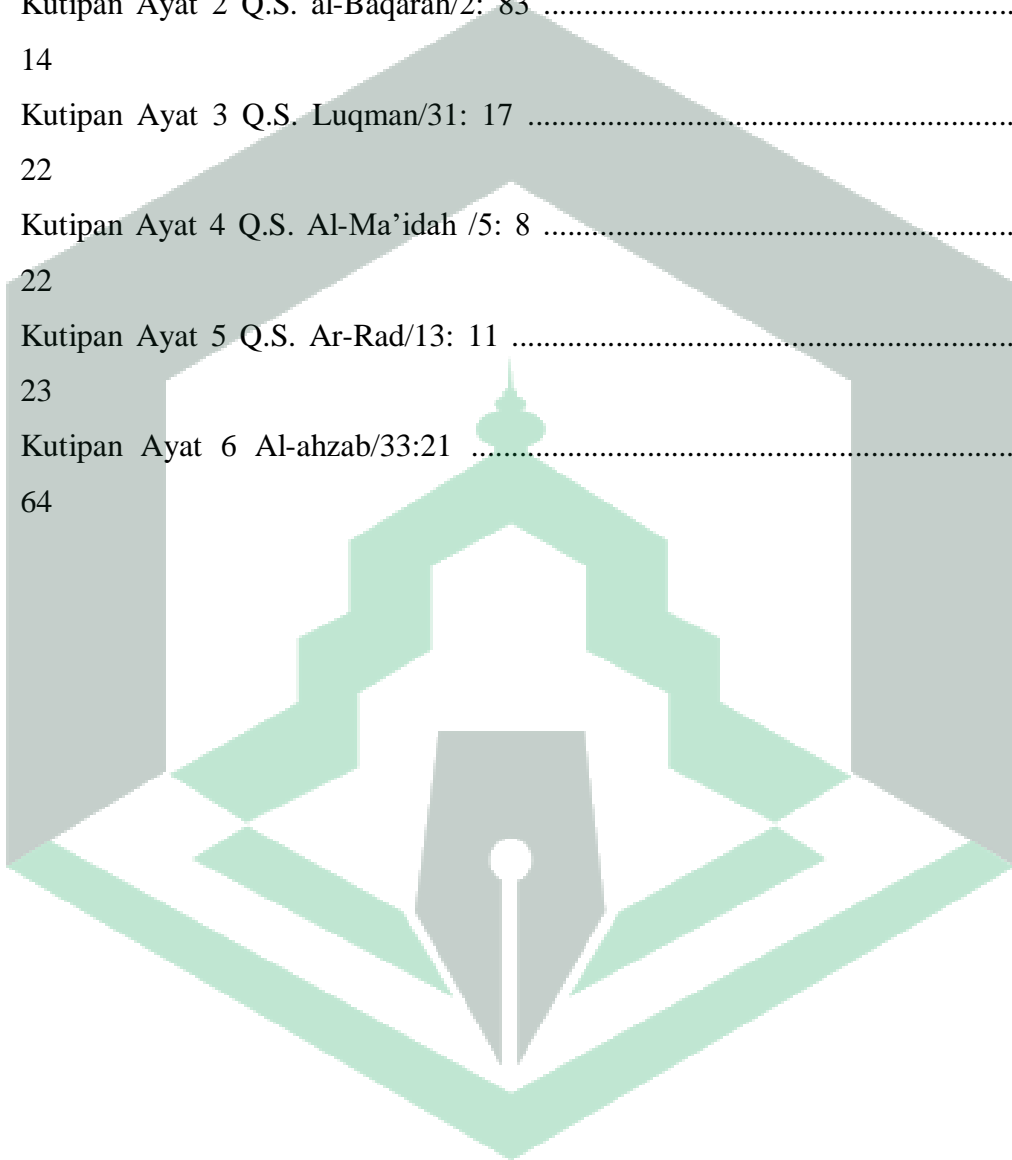 Kutipan Ayat 2 Q.S. al-Baqarah/2: 83 ........................................................
14
Kutipan Ayat 3 Q.S. Luqman/31: 17 ..........................................................
22
Kutipan Ayat 4 Q.S. Al-Ma’idah /5: 8 ........................................................
22
Kutipan Ayat 5 Q.S. Ar-Rad/13: 11 ............................................................
23
Kutipan Ayat 6 Al-ahzab/33:21 .................................................................
64